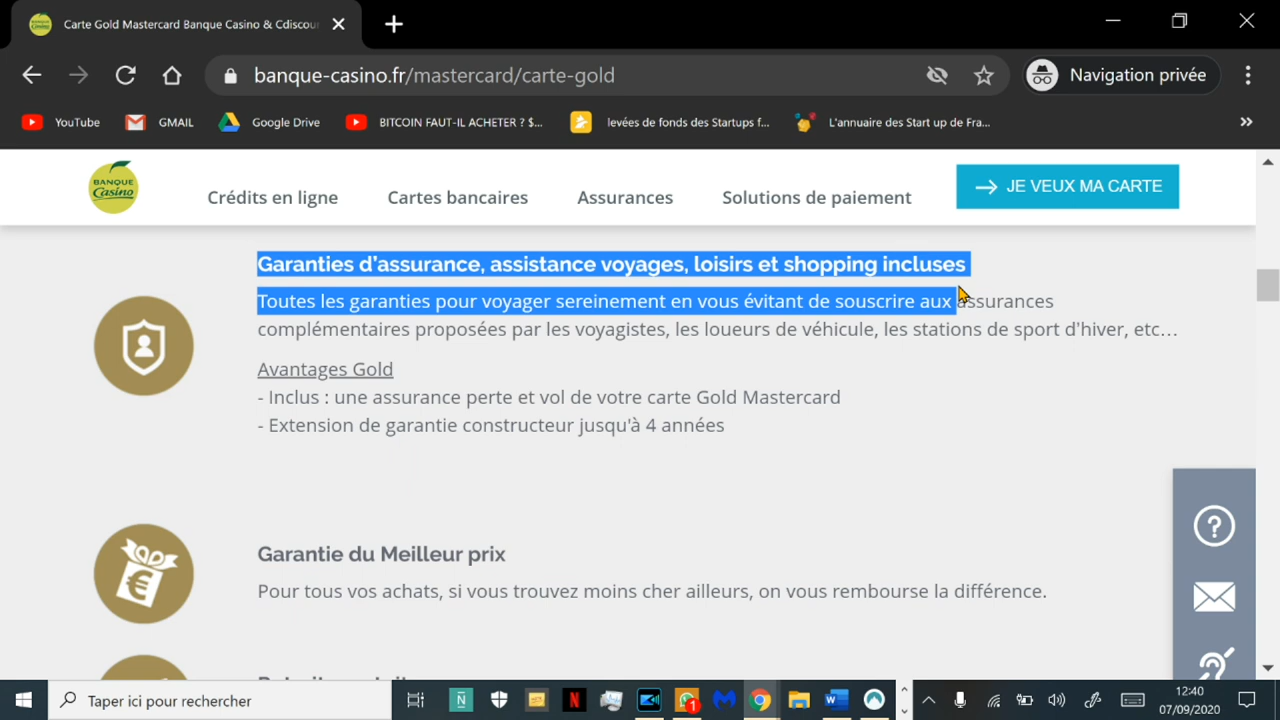 Carte Gold Mastercard Banque Casino & Cdiscou
banque-casino.fr/mastercard/carte-gold
Navigation privée
YouTube
GMAIL
Google Drive
BITCOIN FAUT-IL ACHETER ? $...
levées de fonds des Startups f...
L'annuaire des Start up de Fra...
BANQUE
Casino
Crédits en ligne
Cartes bancaires
Assurances
Solutions de paiement
JE VEUX MA CARTE
Garanties d'assurance, assistance voyages, loisirs et shopping incluses
Toutes les garanties pour voyager sereinement en vous évitant de souscrire aux assurances
complémentaires proposées par les voyagistes, les loueurs de véhicule, les stations de sport d'hiver, etc...
Avantages Gold
- Inclus : une assurance perte et vol de votre carte Gold Mastercard
- Extension de garantie constructeur jusqu'à 4 années
Garantie du Meilleur prix
Pour tous vos achats, si vous trouvez moins cher ailleurs, on vous rembourse la différence.
Taper ici pour rechercher
1
12:40
07/09/2020